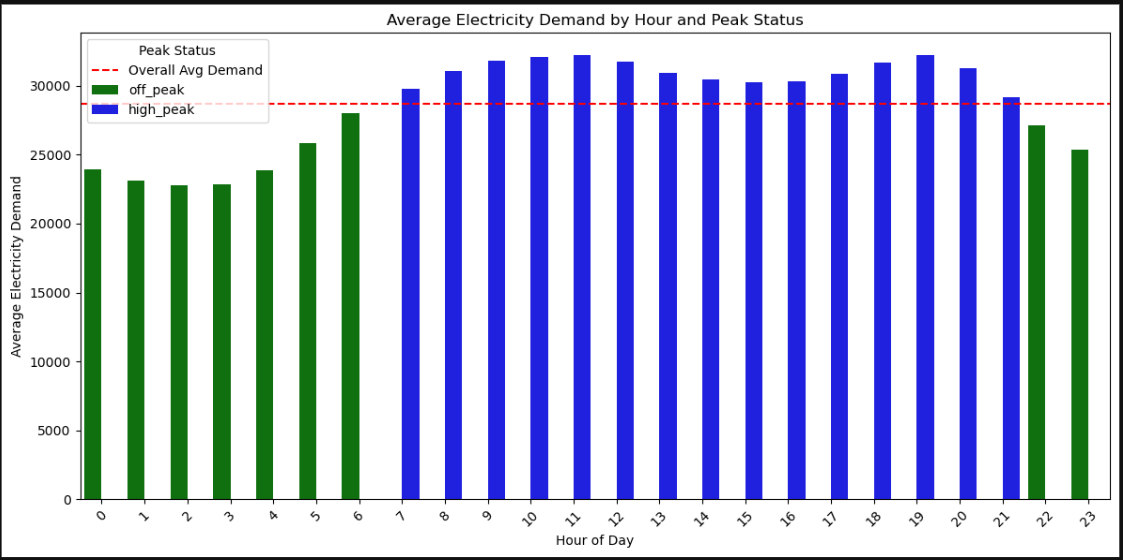 Average Electricity Demand by Hour and Peak Status
Peak Status
Overall Avg Demand
off_peak
high_peak
Average Electricity Demand
30000
25000
20000
15000
10000
5000
0
0 1 2 3 4 5 6 7 8 9 10 11 12 13 14 15 16 17 18 19 20 21 22 23
Hour of Day